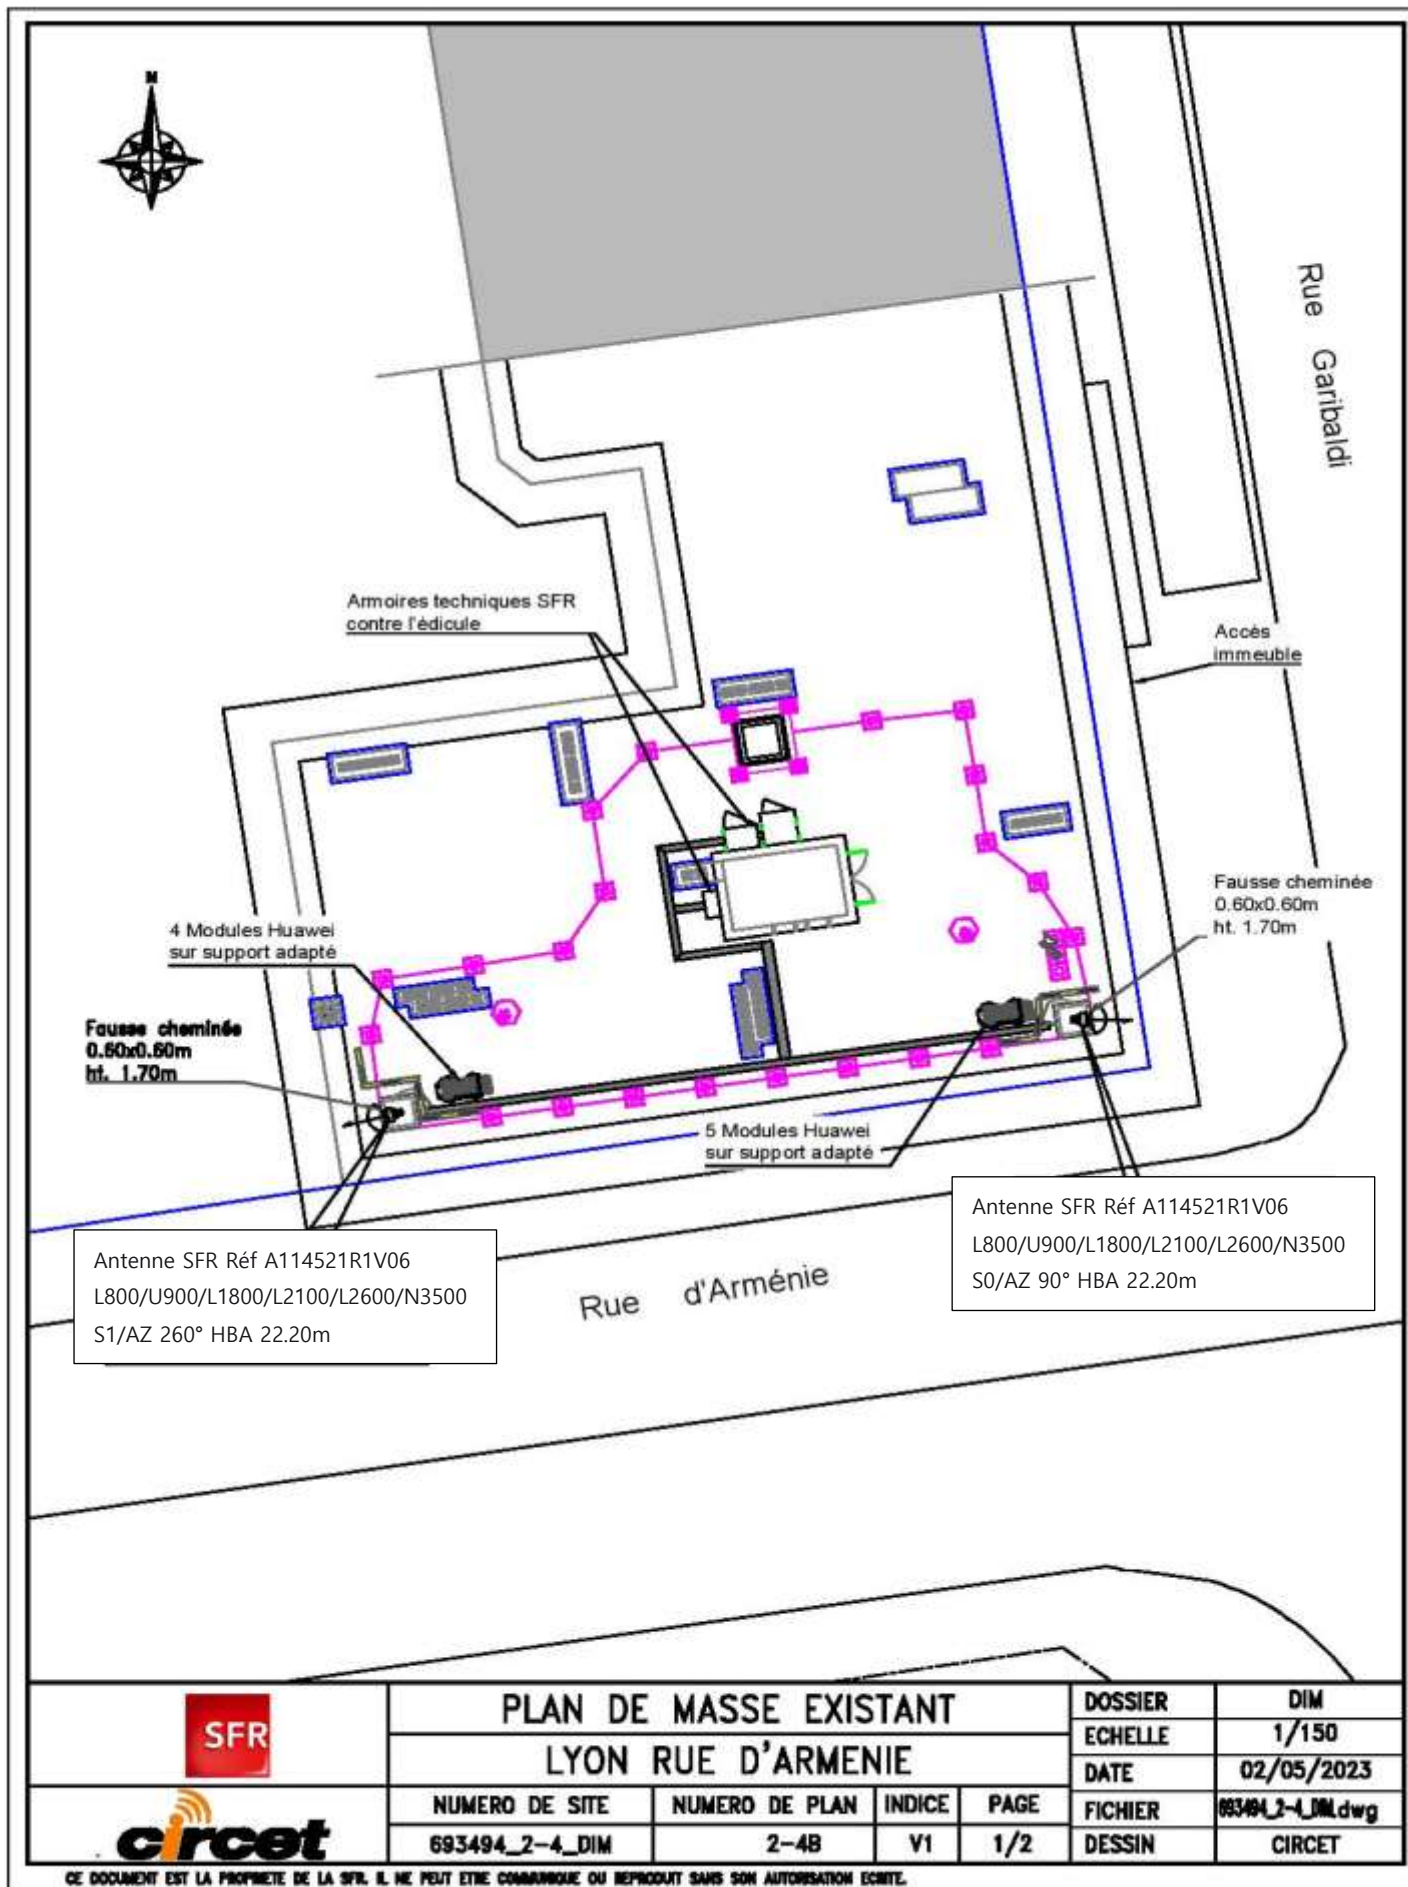 N
Rue Garibaldi
Armoires techniques SFR
contre l'édicule
Accès
immeuble
Fausse cheminée
0.60x0.60m
ht. 1.70m
4 Modules Huawei
sur support adapté
Fausse cheminée
0.60x0.60m
ht. 1.70m
5 Modules Huawei
sur support adapté
Antenne SFR Réf A114521R1V06
L800/U900/L1800/L2100/L2600/N3500
S0/AZ 90° HBA 22.20m
Antenne SFR Réf A114521R1V06
L800/U900/L1800/L2100/L2600/N3500
S1/AZ 260° HBA 22.20m
Rue d'Arménie
SFR
circet
PLAN DE MASSE EXISTANT
LYON RUE D'ARMENIE
NUMERO DE SITE NUMERO DE PLAN INDICE PAGE
693494_2-4_DIM 2-4B V1 1/2
DOSSIER DIM
ECHELLE 1/150
DATE 02/05/2023
FICHIER 693494_2-4_DIM.dwg
DESSIN CIRCET
CE DOCUMENT EST LA PROPRIETE DE LA SFR. IL NE PEUT ETRE COMMUNIQUE OU REPRODUIT SANS SON AUTORISATION ECRITE.